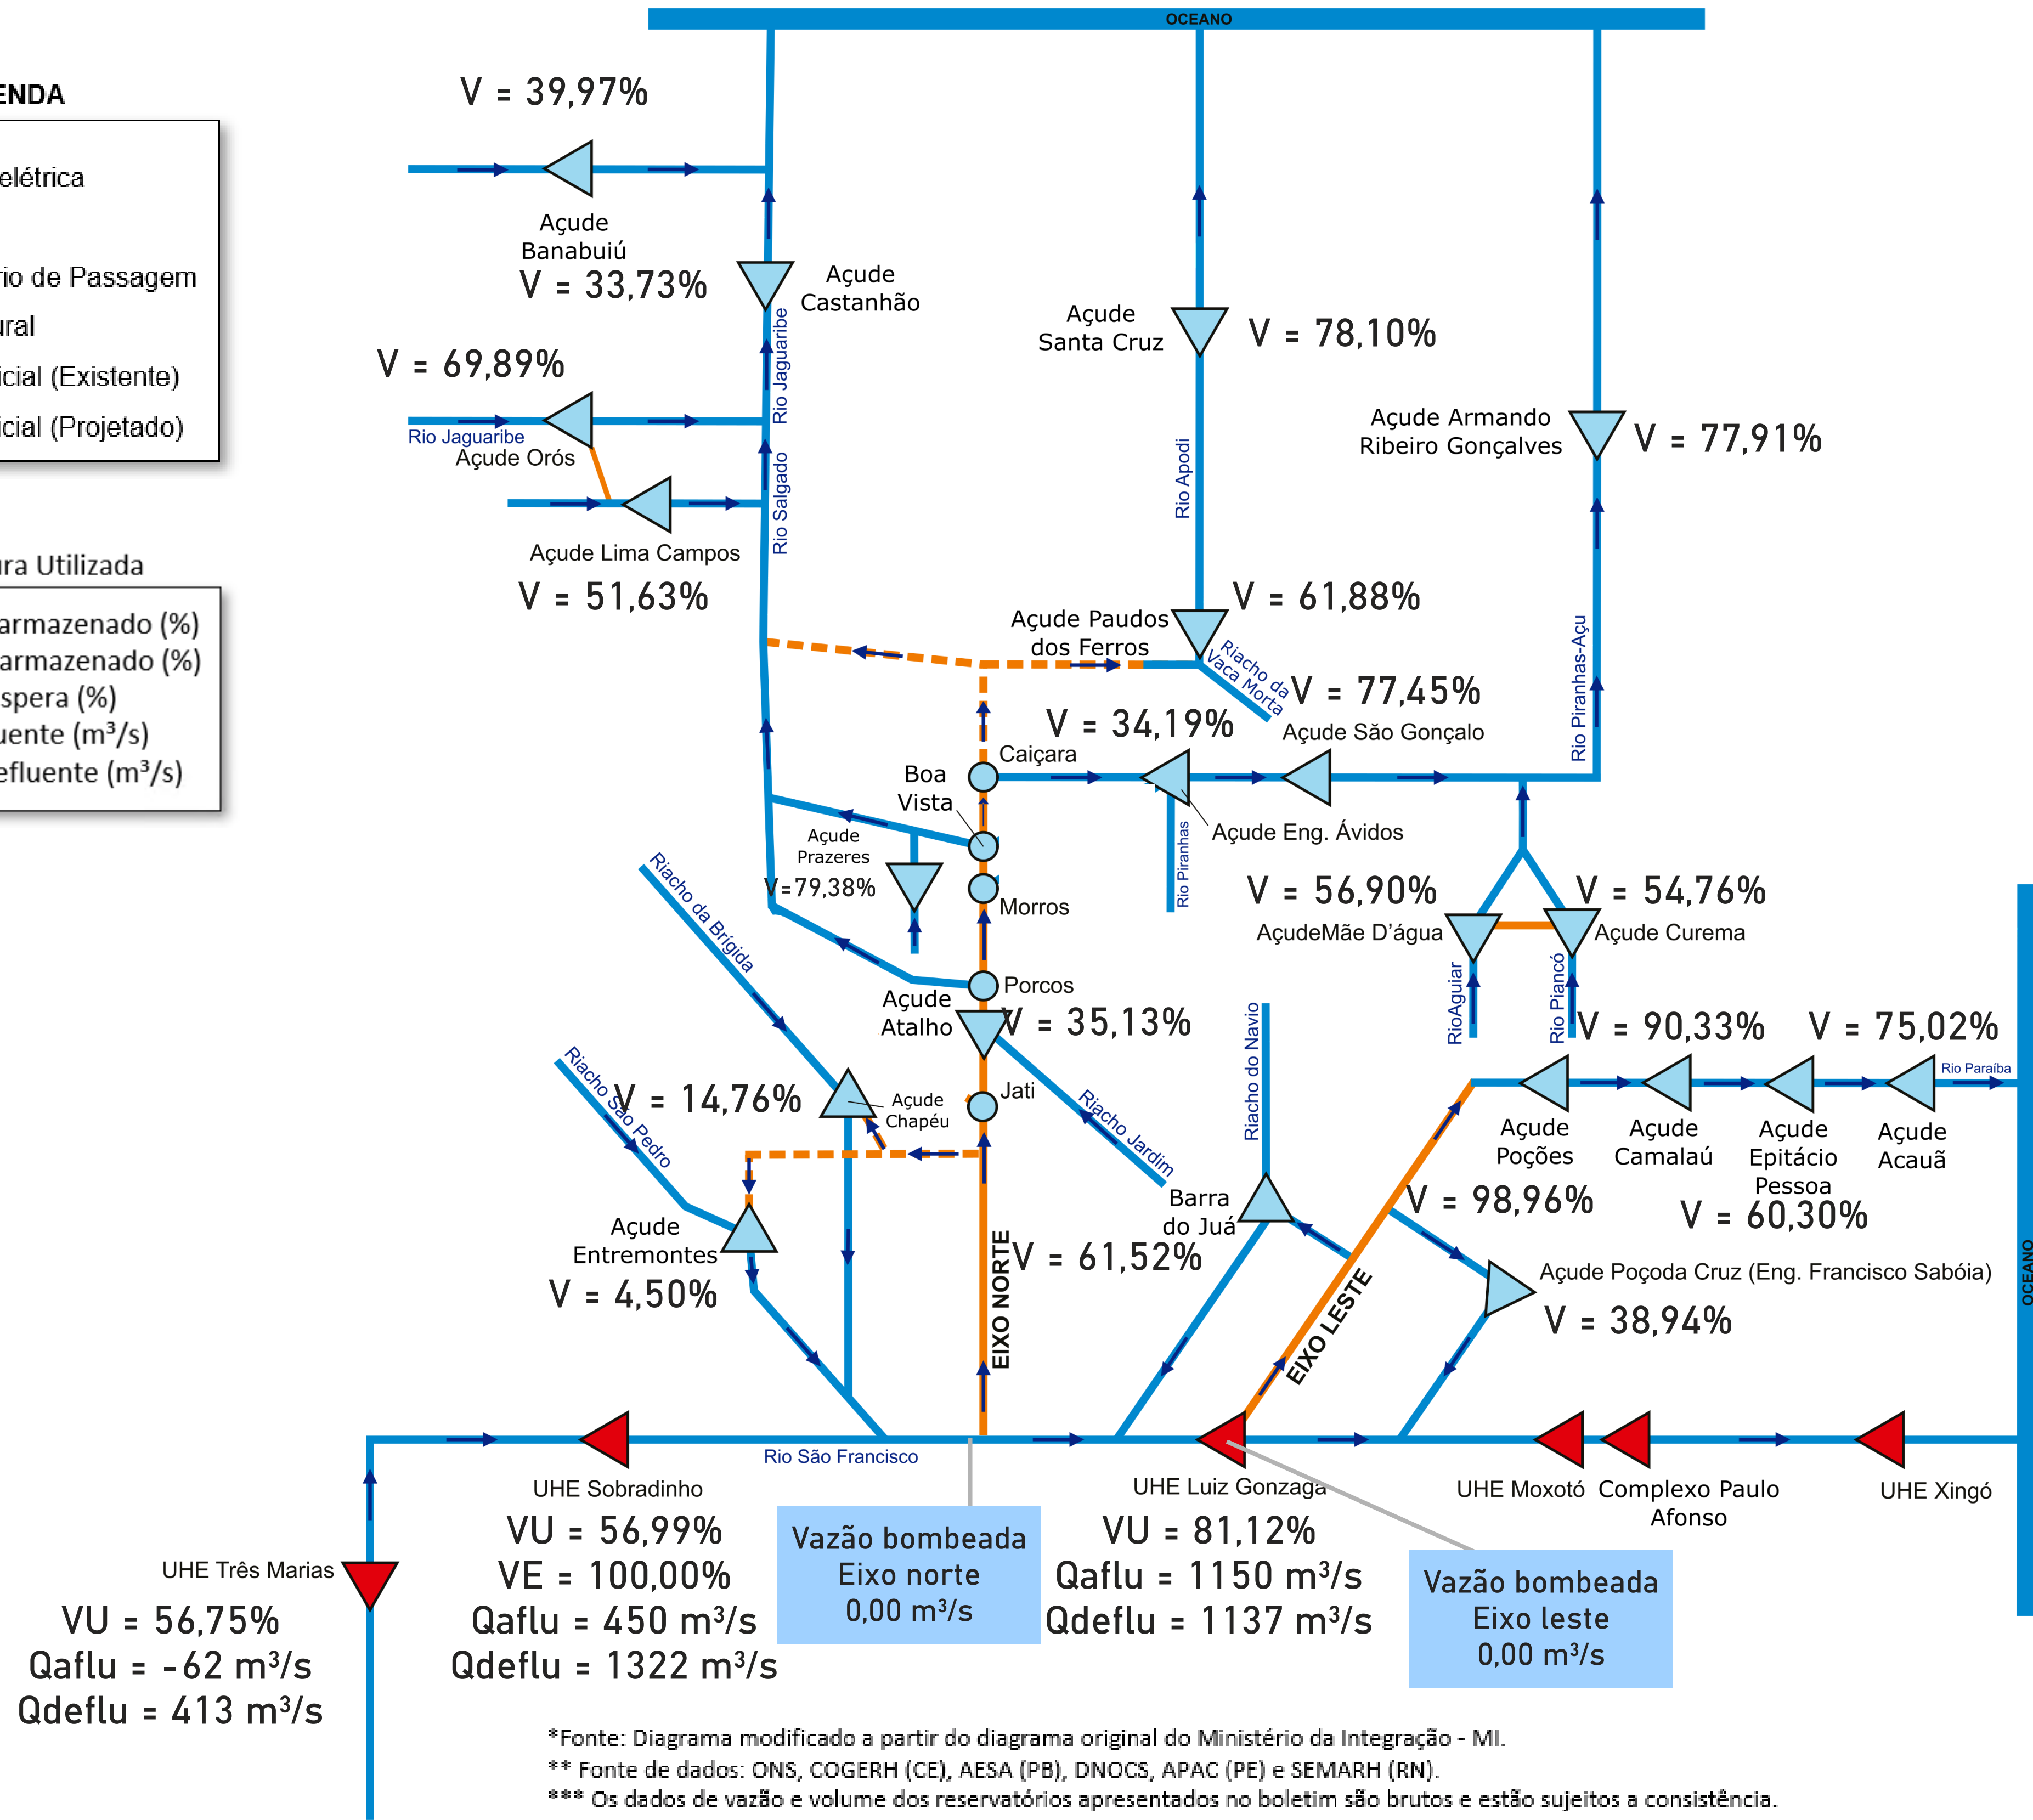 OCEANO
V = 39,97%
ENDA
elétrica
rio de Passagem
ural
icial (Existente)
icial (Projetado)
Açude
Banabuiú
V = 33,73%
Açude
Castanhão
Rio Jaguaribe
Açude
Santa Cruz
V = 78,10%
V = 69,89%
Rio Jaguaribe
Açude Orós
Rio Salgado
Rio Apodi
Açude Armando
Ribeiro Gonçalves
V = 77,91%
Açude Lima Campos
V = 51,63%
ura Utilizada
armazenado (%)
armazenado (%)
spera (%)
uente (m³/s)
efluente (m³/s)
Açude Paudos
dos Ferros
V = 61,88%
Riacho da
Vaca Morta
Rio Piranhas-Açu
V = 77,45%
Açude São Gonçalo
V = 34,19%
Caiçara
Boa
Vista
Açude Eng. Ávidos
Rio Piranhas
Açude
Prazeres
V=79,38%
Morros
Riacho da Brígida
V = 56,90%
AçudeMãe D'água
V = 54,76%
Açude Curema
RioAguiar
Rio Piancó
Porcos
Açude
Atalho
V = 35,13%
Riacho do Navio
V = 90,33%
V = 75,02%
Rio Paraíba
Riacho São Pedro
V = 14,76%
Açude
Chapéu
Jati
Riacho Jardim
Açude
Poções
Açude
Camalaú
Açude
Epitácio
Pessoa
Açude
Acauã
V = 98,96%
V = 60,30%
Barra
do Juá
V = 61,52%
Açude
Entremontes
V = 4,50%
EIXO NORTE
EIXO LESTE
Açude Poçoda Cruz (Eng. Francisco Sabóia)
V = 38,94%
OCEANO
Rio São Francisco
UHE Sobradinho
VU = 56,99%
VE = 100,00%
Qaflu = 450 m³/s
Qdeflu = 1322 m³/s
Vazão bombeada
Eixo norte
0,00 m³/s
UHE Luiz Gonzaga
VU = 81,12%
Qaflu = 1150 m³/s
Qdeflu = 1137 m³/s
Vazão bombeada
Eixo leste
0,00 m³/s
UHE Moxotó
Complexo Paulo
Afonso
UHE Xingó
UHE Três Marias
VU = 56,75%
Qaflu = -62 m³/s
Qdeflu = 413 m³/s
*Fonte: Diagrama modificado a partir do diagrama original do Ministério da Integração - MI.
** Fonte de dados: ONS, COGERH (CE), AESA (PB), DNOCS, APAC (PE) e SEMARH (RN).
*** Os dados de vazão e volume dos reservatórios apresentados no boletim são brutos e estão sujeitos a consistência.